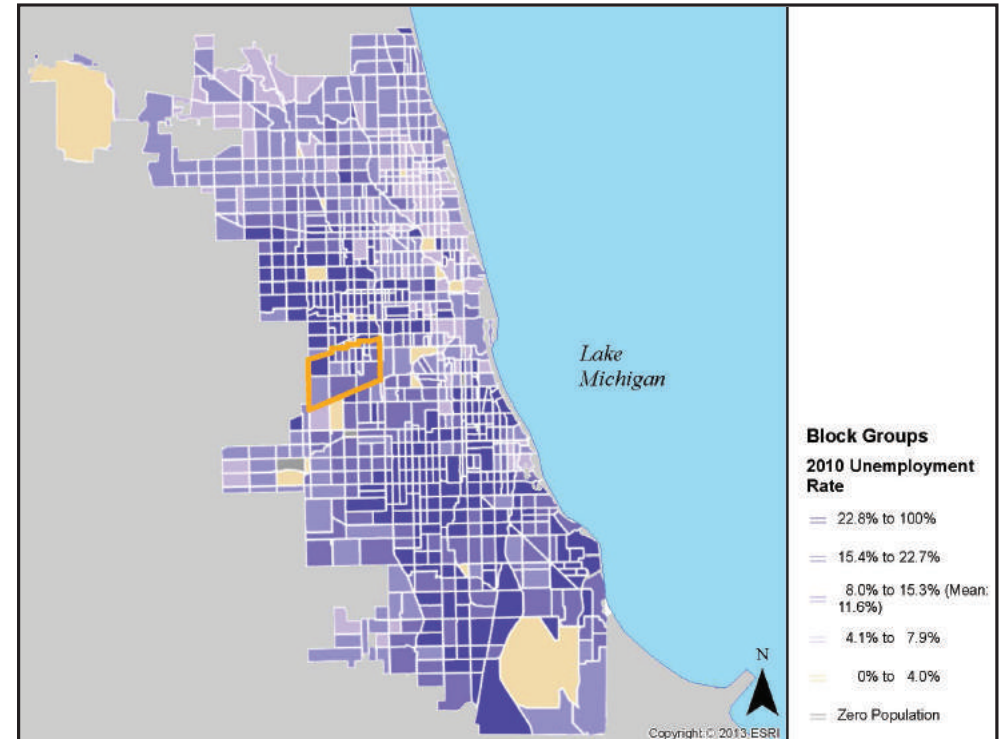 Lake
Michigan
Block Groups
2010 Unemployment
Rate
22.8% to 100%
15.4% to 22.7%
8.0% to 15.3% (Mean:
11.6%)
4.1% to 7.9%
0% to 4.0%
Zero Population
N
Copyright © 2013 ESRI